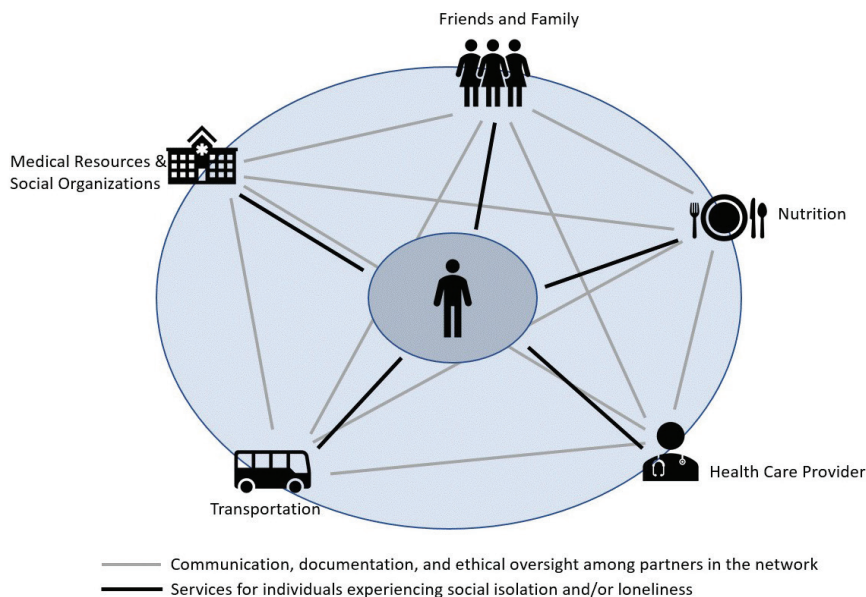 Friends and Family
Medical Resources &
Social Organizations
Nutrition
Health Care Provider
Transportation
Communication, documentation, and ethical oversight among partners in the network
Services for individuals experiencing social isolation and/or loneliness